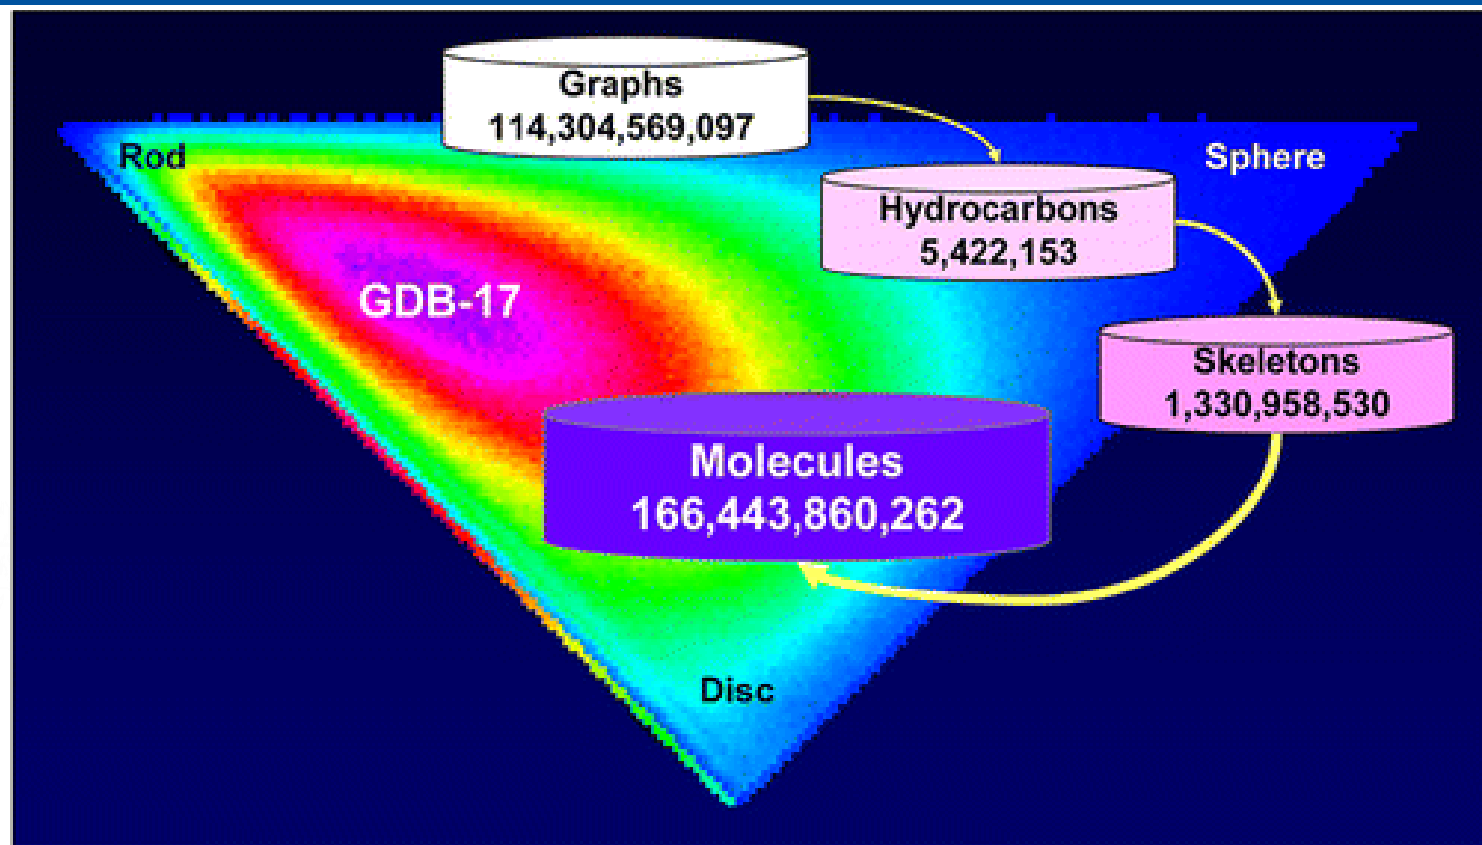 Graphs
114,304,569,097
Rod
Sphere
Hydrocarbons
5,422,153
GDB-17
Skeletons
1,330,958,530
Molecules
166,443,860,262
Disc